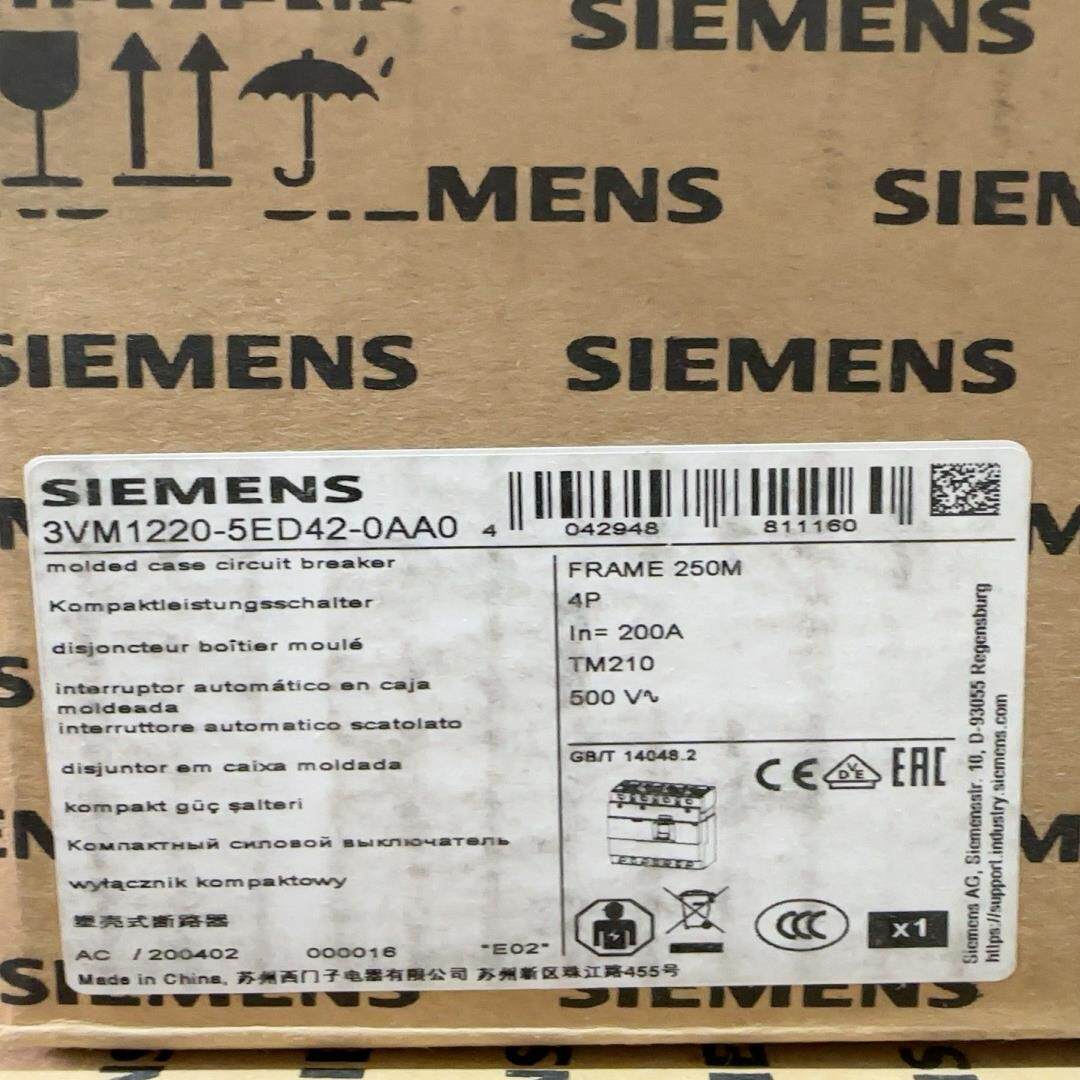 SIEMENS
MENS
SIEM
SIEMENS
SIEMENS
SIEMENS
3VM1220-5ED42-0AA0
4 042948 811160
molded case circuit breaker
Kompaktleistungsschalter
disjoncteur boîtier moulé
interruptor automático en caja
moldeada
interruttore automatico scatolato
disjuntor em caixa moldada
kompakt güç şalteri
Компактный силовой выключатель
wyłącznik kompaktowy
塑壳式断路器
AC / 200402 000016 "E02"
Made in China, 苏州西门子电器有限公司 苏州新区珠江路455号
FRAME 250M
4P
In= 200A
TM210
500 V~
GB/T 14048.2
CE VDE EAC
CCC x1
Siemens AG, Siemensstr. 10, D-93055 Regensburg
https://support.industry.siemens.com
SIEMENS
SIEMENS